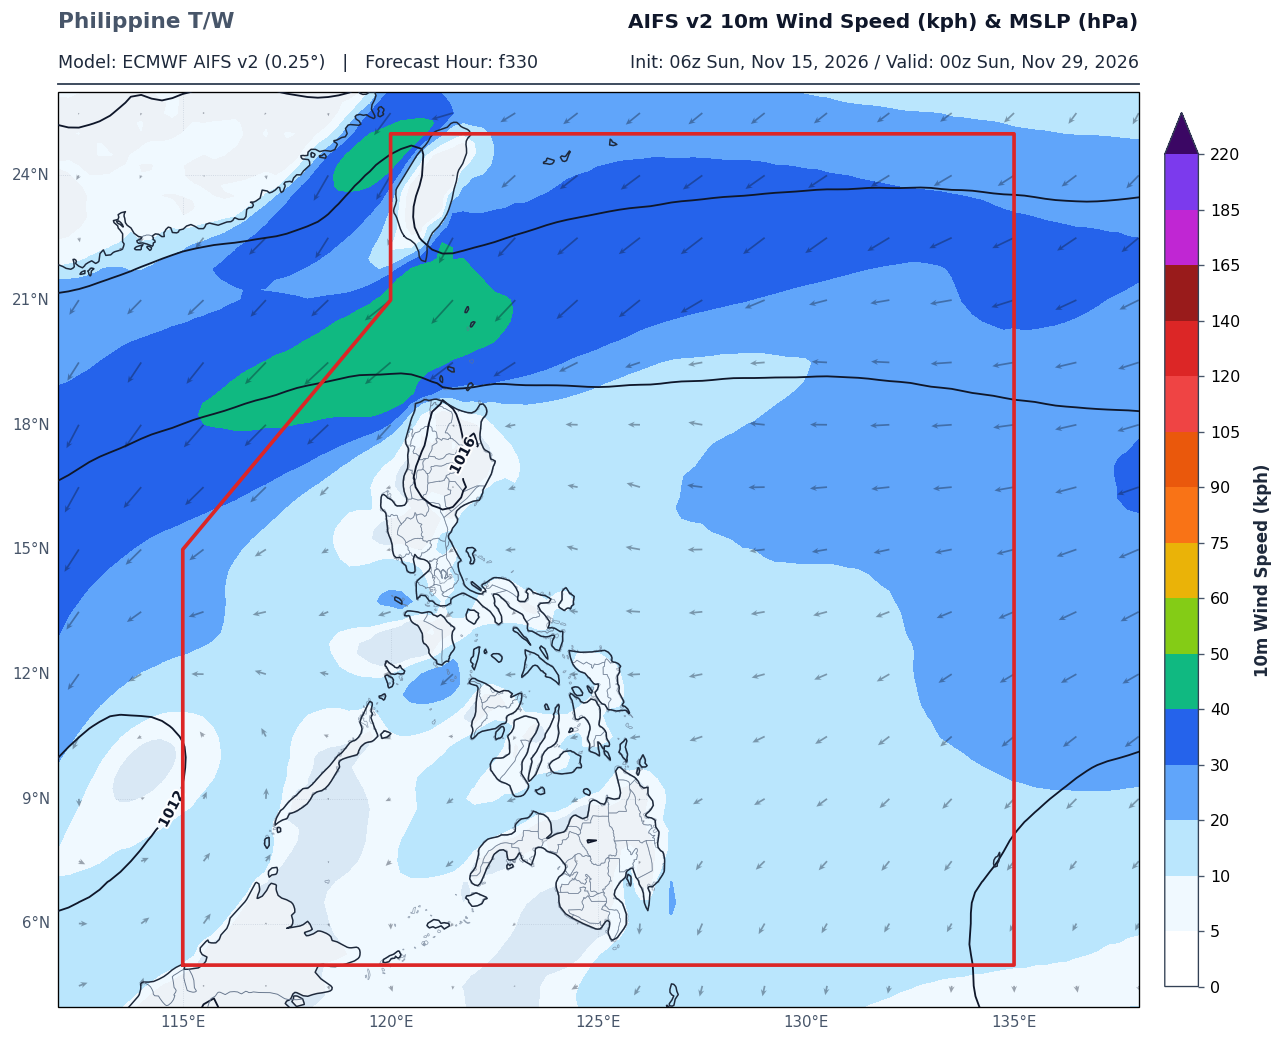 Philippine T/W
AIFS v2 10m Wind Speed (kph) & MSLP (hPa)
Model: ECMWF AIFS v2 (0.25°) | Forecast Hour: f330
Init: 06z Sun, Nov 15, 2026 / Valid: 00z Sun, Nov 29, 2026
24°N
21°N
18°N
15°N
12°N
9°N
6°N
115°E
120°E
125°E
130°E
135°E
1016
1012
220
185
165
140
120
105
90
75
60
50
40
30
20
10
5
0
10m Wind Speed (kph)